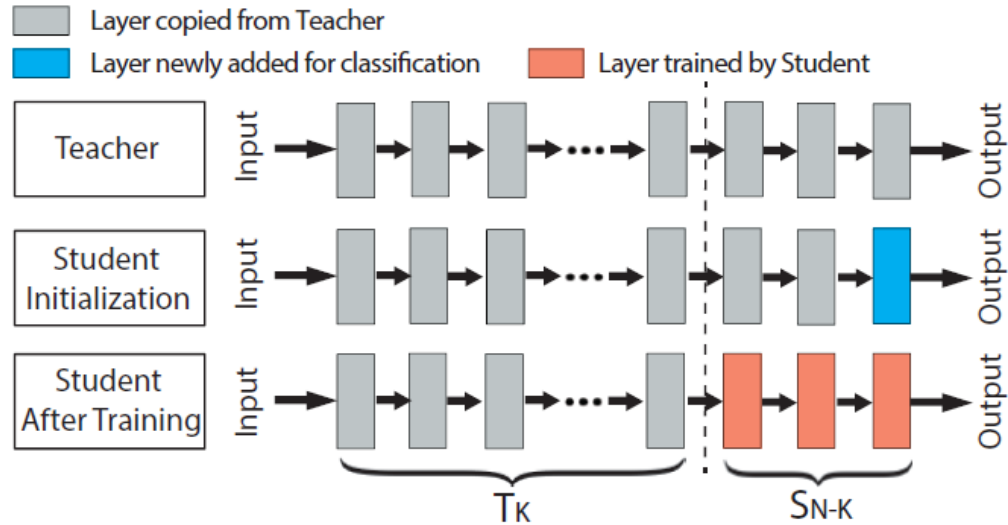 Layer copied from Teacher
Layer newly added for classification
Layer trained by Student
Teacher
Input
Output
Student
Initialization
Input
Output
Student
After Training
Input
Output
TK
SN-K